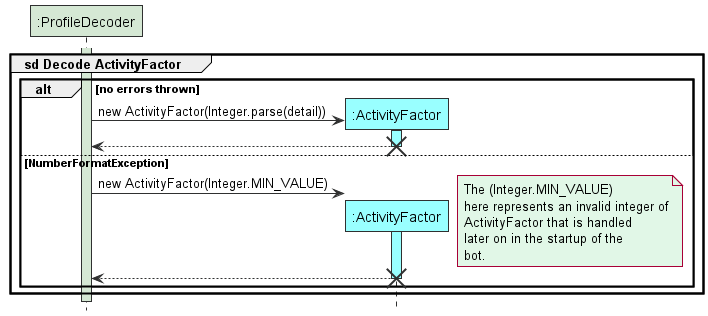 :ProfileDecoder
sd Decode ActivityFactor
alt
[no errors thrown]
new ActivityFactor(Integer.parse(detail))
:ActivityFactor
[NumberFormatException]
new ActivityFactor(Integer.MIN_VALUE)
:ActivityFactor
The (Integer.MIN_VALUE)
here represents an invalid integer of
ActivityFactor that is handled
later on in the startup of the
bot.